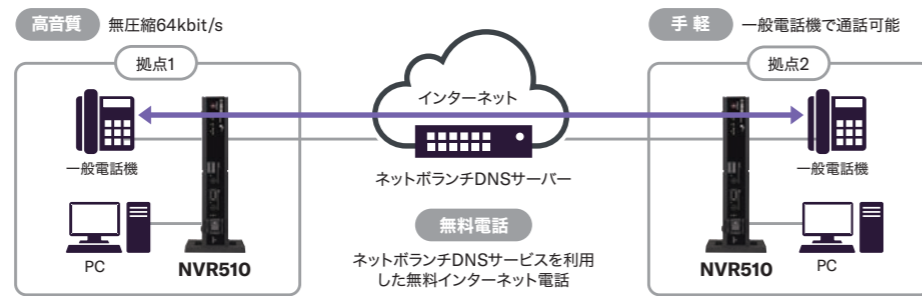 高音質 無圧縮64kbit/s
手軽 一般電話機で通話可能
拠点1
拠点2
インターネット
一般電話機
一般電話機
ネットボランチDNSサーバー
無料電話
PC
NVR510
ネットボランチDNSサービスを利用
した無料インターネット電話
NVR510
PC